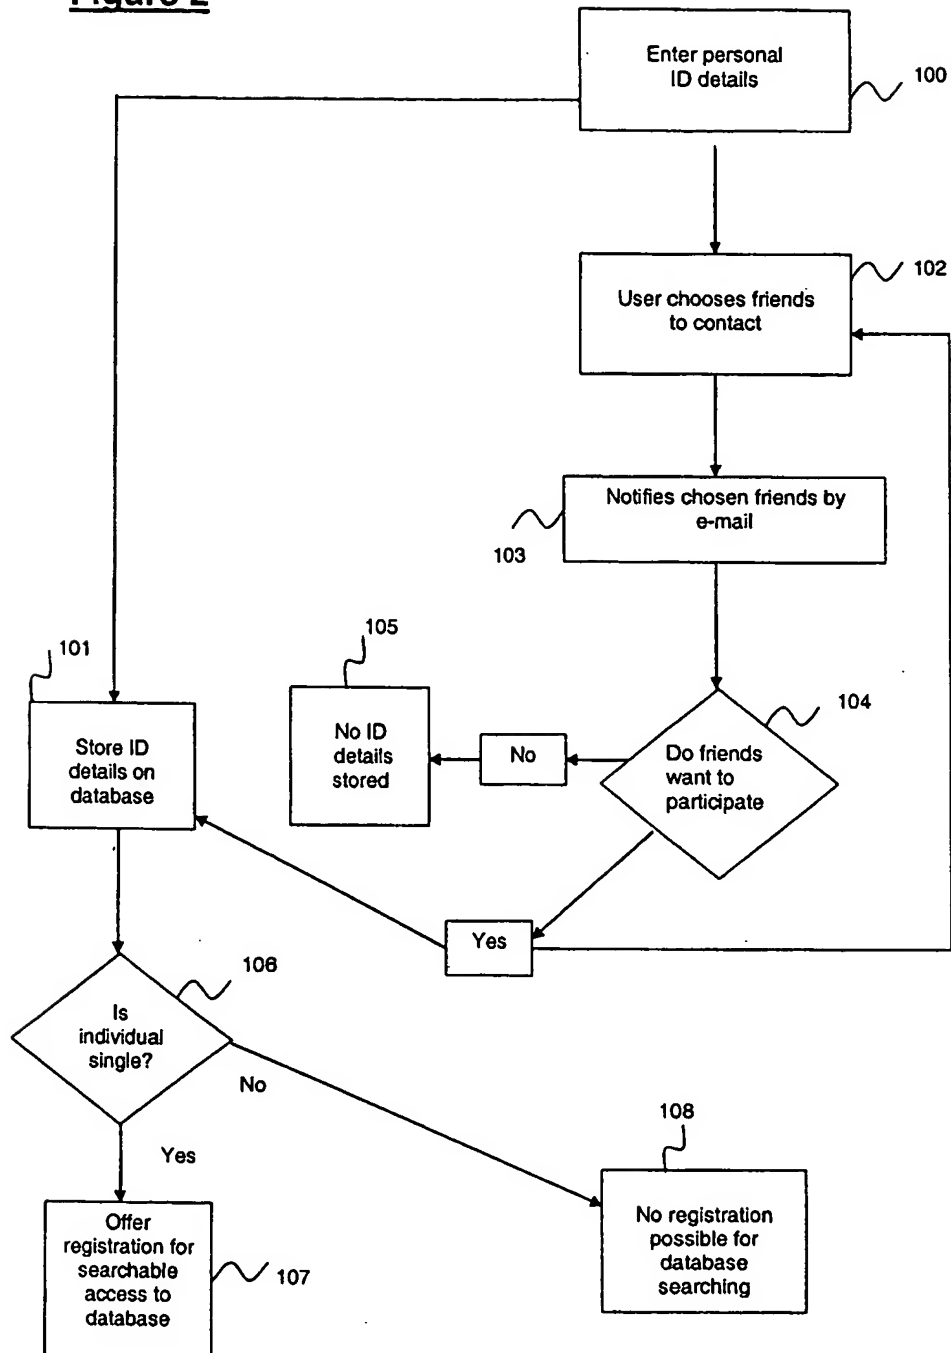 Figure 2
Enter personal
ID details
100
102
User chooses friends
to contact
Notifies chosen friends by
e-mail
103
105
101
104
Store ID
details on
database
No ID
details
stored
No
Do friends
want to
participate
Yes
106
Is
individual
single?
No
Yes
108
Offer
registration for
searchable
access to
database
107
No registration
possible for
database
searching